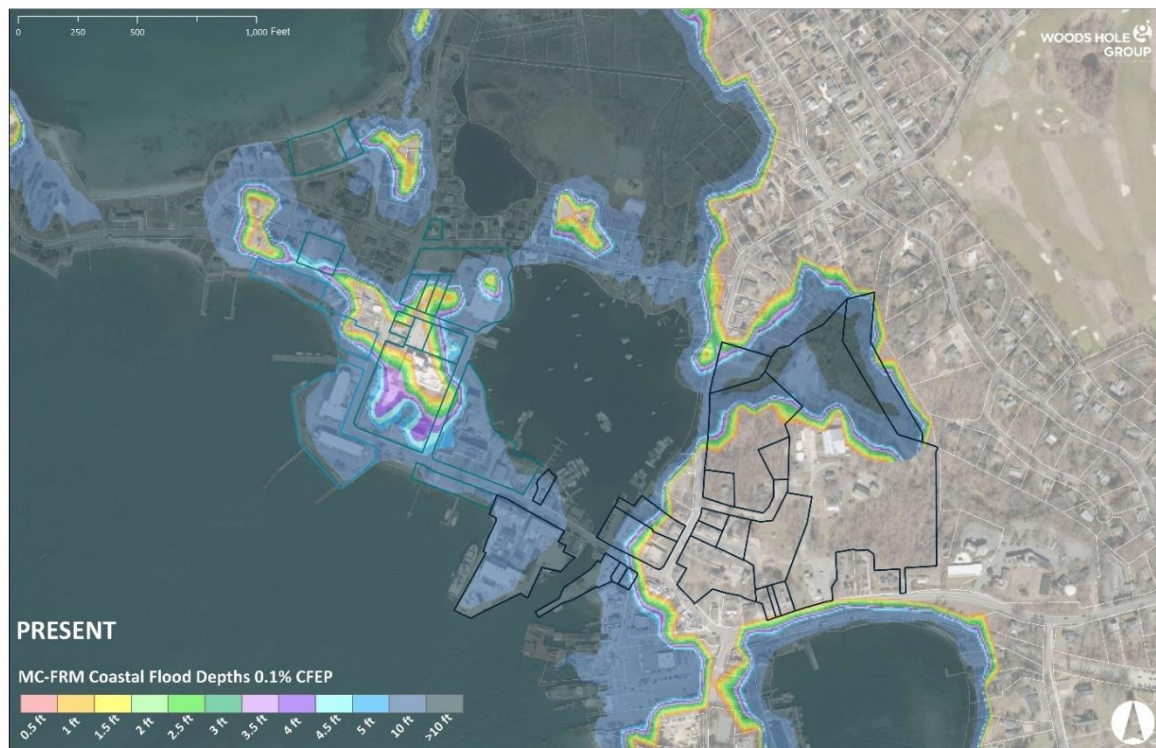 0 250 500 1,000 Feet
WOODS HOLE
GROUP
PRESENT
MC-FRM Coastal Flood Depths 0.1% CFEP
0.5 ft 1 ft 1.5 ft 2 ft 2.5 ft 3 ft 3.5 ft 4 ft 4.5 ft 5 ft 10 ft >10 ft